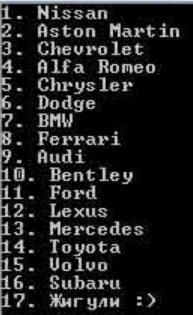 1. Nissan
2. Aston Martin
3. Chevrolet
4. Alfa Romeo
5. Chrysler
6. Dodge
7. BMW
8. Ferrari
9. Audi
10. Bentley
11. Ford
12. Lexus
13. Mercedes
14. Toyota
15. Volvo
16. Subaru
17. Жигули :)